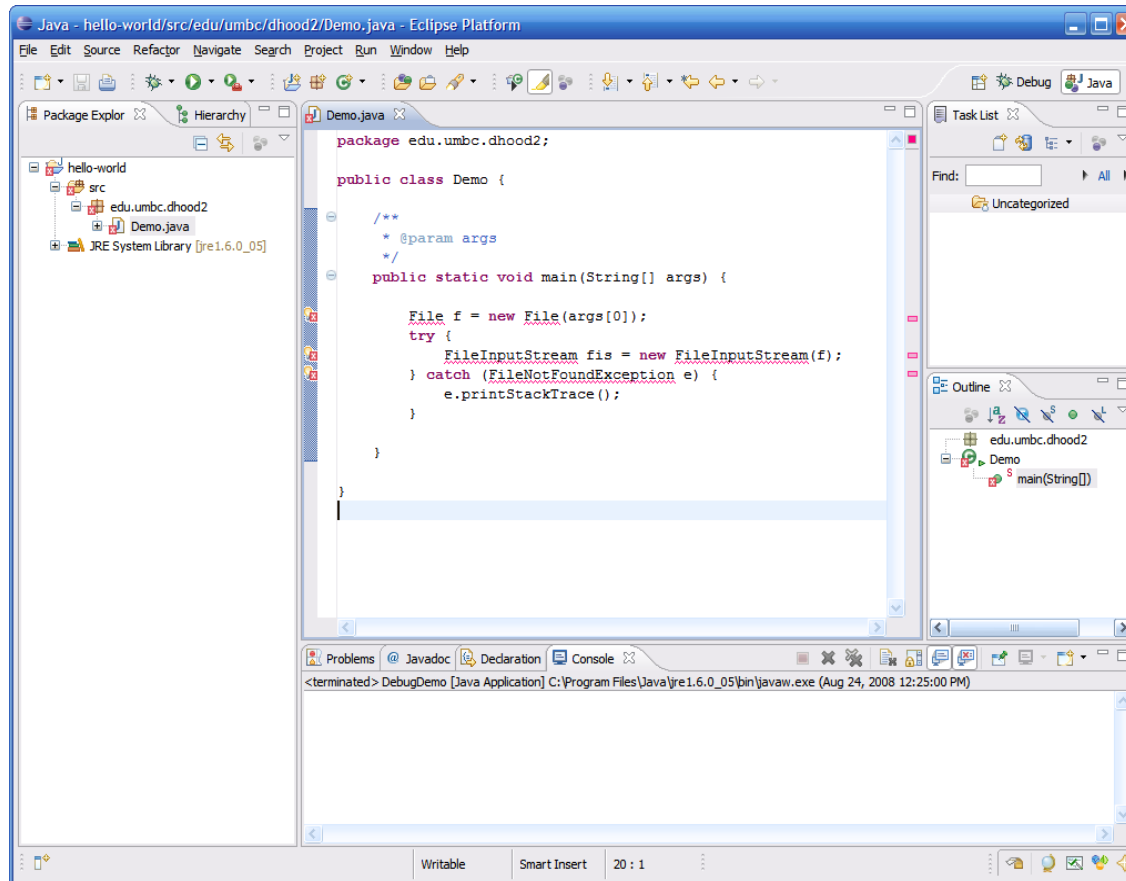 Java - hello-world/src/edu/umbc/dhood2/Demo.java - Eclipse Platform
File Edit Source Refactor Navigate Search Project Run Window Help
Debug Java
Package Explor Hierarchy
hello-world
src
edu.umbc.dhood2
Demo.java
JRE System Library [jre1.6.0_05]
Demo.java
package edu.umbc.dhood2;
public class Demo {
/**
* @param args
*/
public static void main(String[] args) {
File f = new File(args[0]);
try {
FileInputStream fis = new FileInputStream(f);
} catch (FileNotFoundException e) {
e.printStackTrace();
}
}
}
Task List
Find: All
Uncategorized
Outline
edu.umbc.dhood2
Demo
main(String[])
Problems @ Javadoc Declaration Console
<terminated> DebugDemo [Java Application] C:\Program Files\Java\jre1.6.0_05\bin\javaw.exe (Aug 24, 2008 12:25:00 PM)
Writable Smart Insert 20 : 1